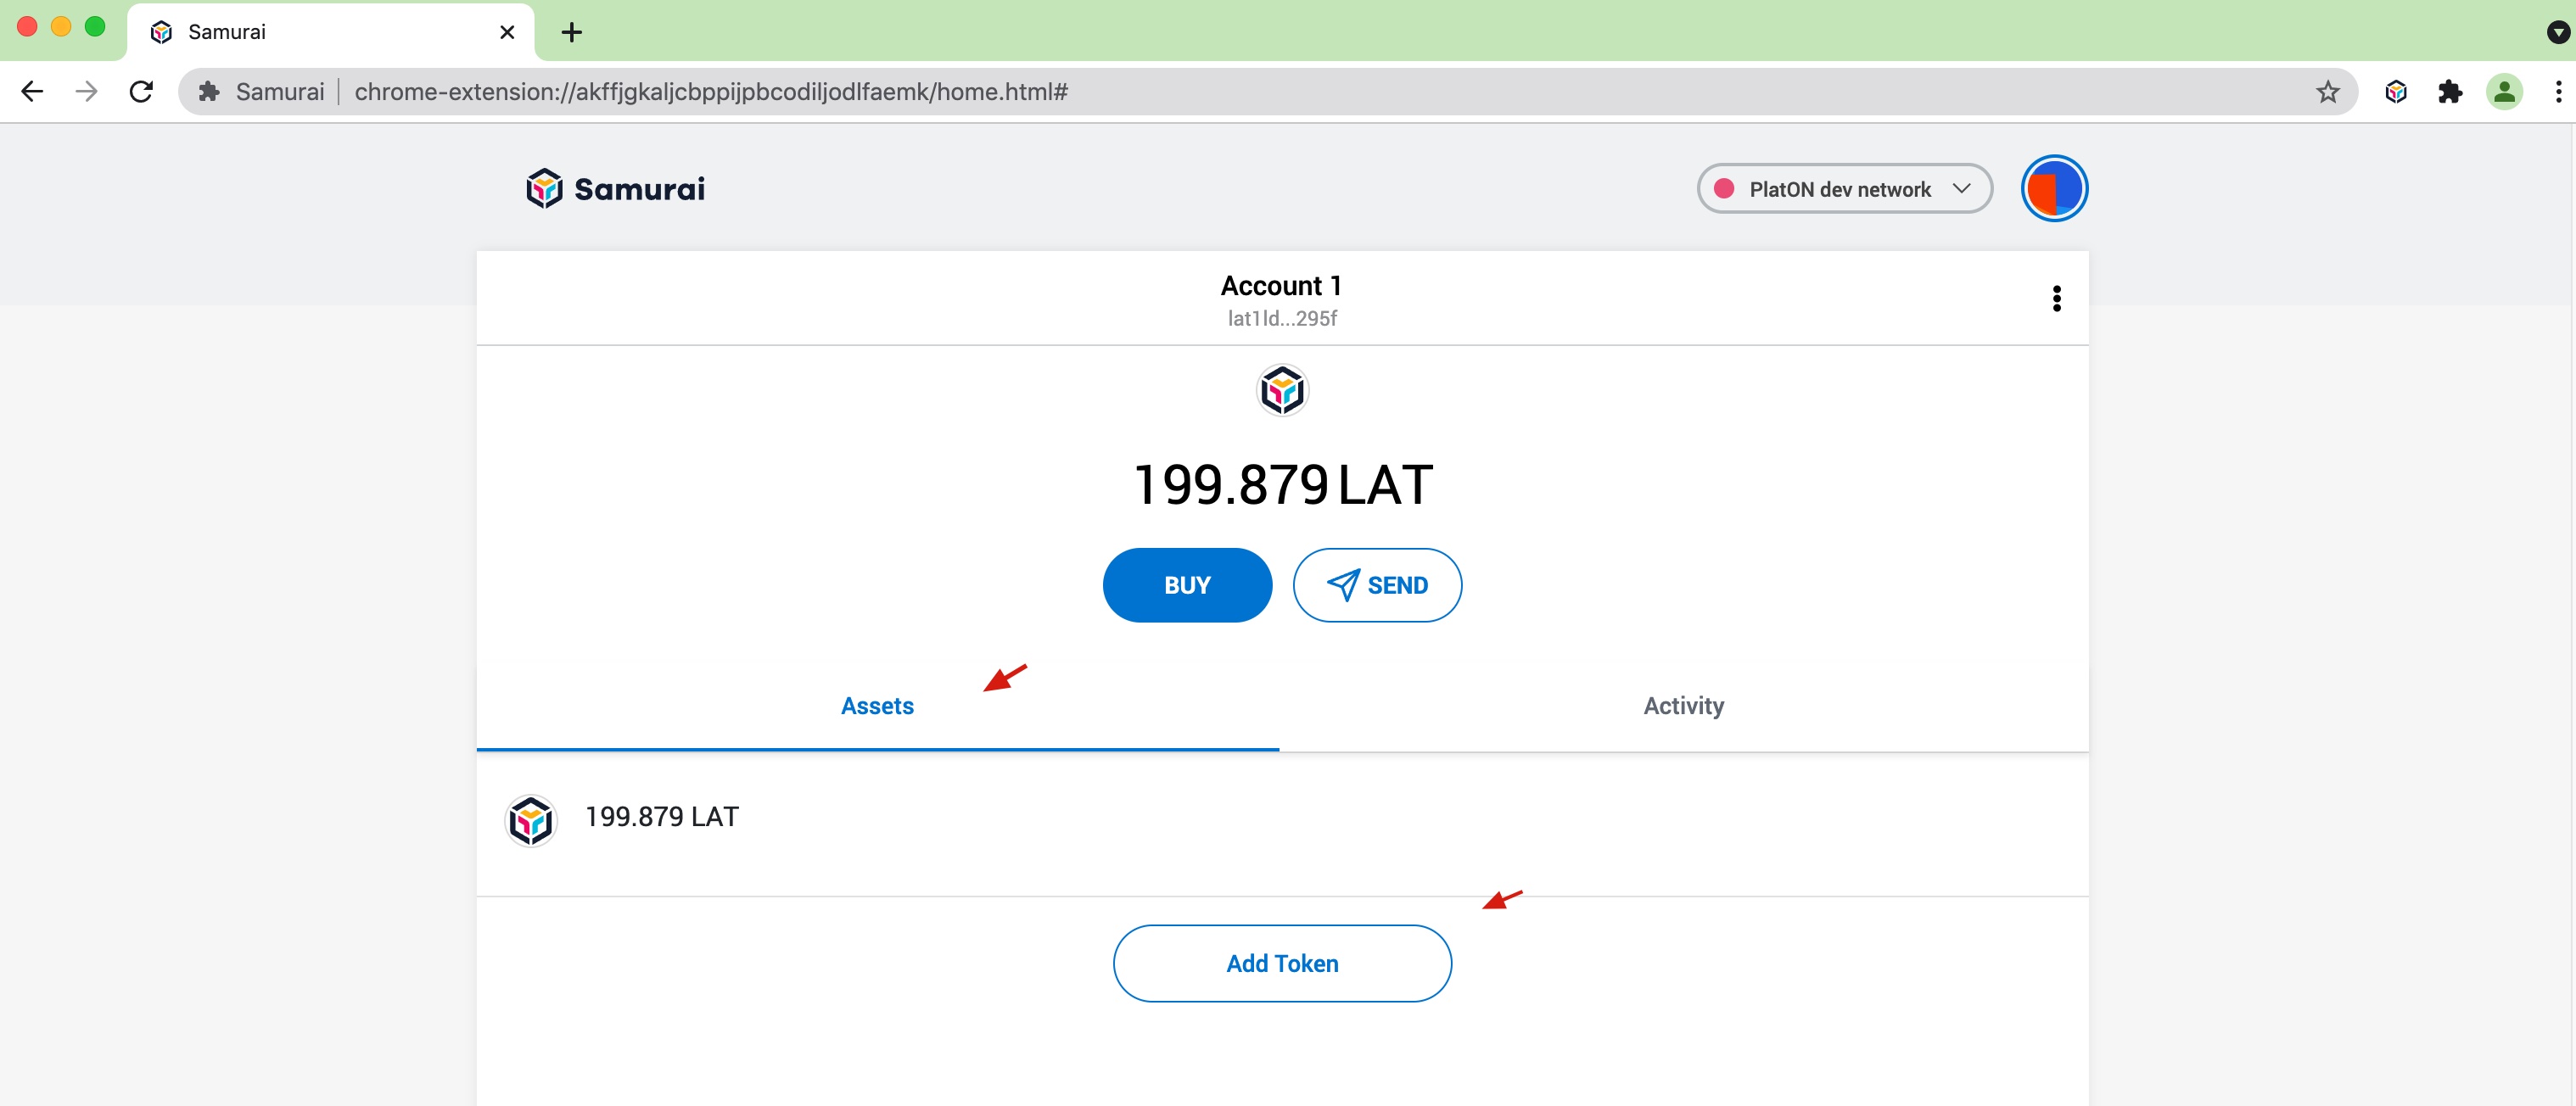 Samurai
Samurai
chrome-extension://akffjgkaljcbppijpbcodiljodlfaemk/home.html#
Samurai
PlatON dev network
Account 1
lat1ld...295f
199.879 LAT
BUY
SEND
Assets
Activity
199.879 LAT
Add Token